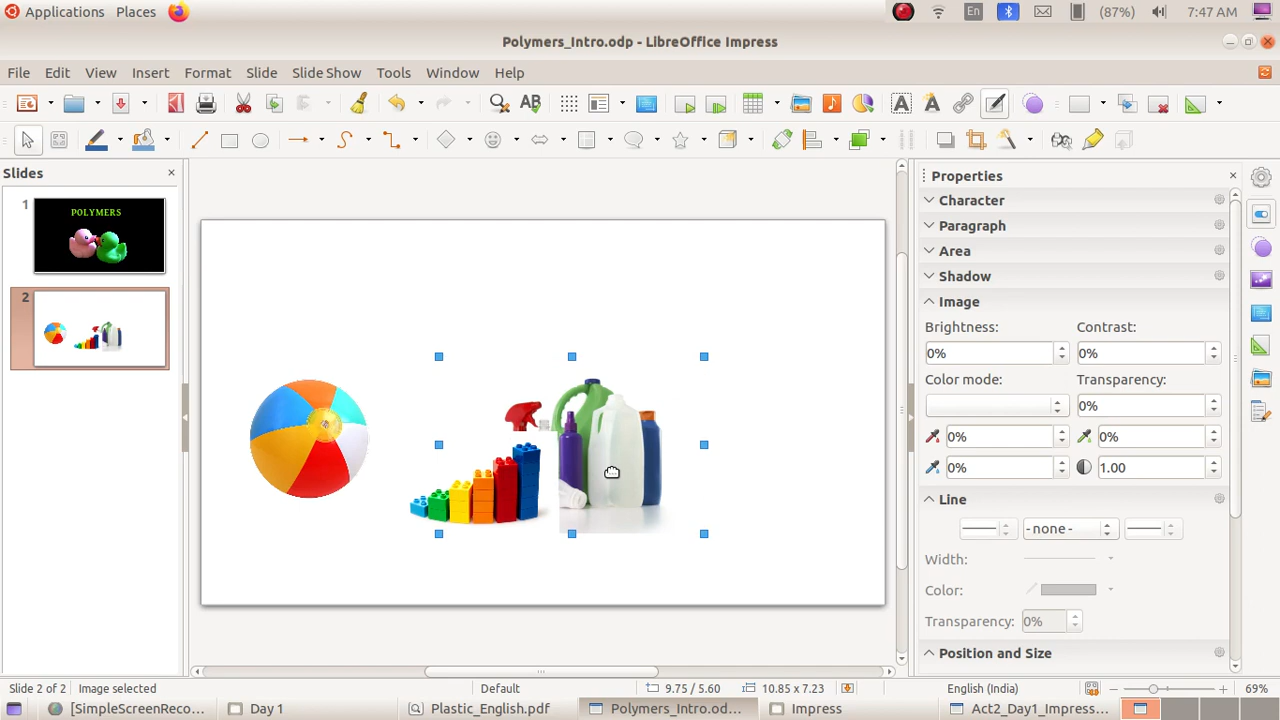 Applications Places En (87%) 7:47 AM
Polymers_Intro.odp - LibreOffice Impress
File Edit View Insert Format Slide Slide Show Tools Window Help
Slides
1
POLYMERS
2
Properties
Character
Paragraph
Area
Shadow
Image
Brightness: Contrast:
0% 0%
Color mode: Transparency:
0%
0% 0%
0% 1.00
Line
- none -
Width:
Color:
Transparency: 0%
Position and Size
Slide 2 of 2 Image selected Default 9.75 / 5.60 10.85 x 7.23 English (India) 69%
[SimpleScreenReco... Day 1 Plastic_English.pdf Polymers_Intro.od... Impress Act2_Day1_Impress...